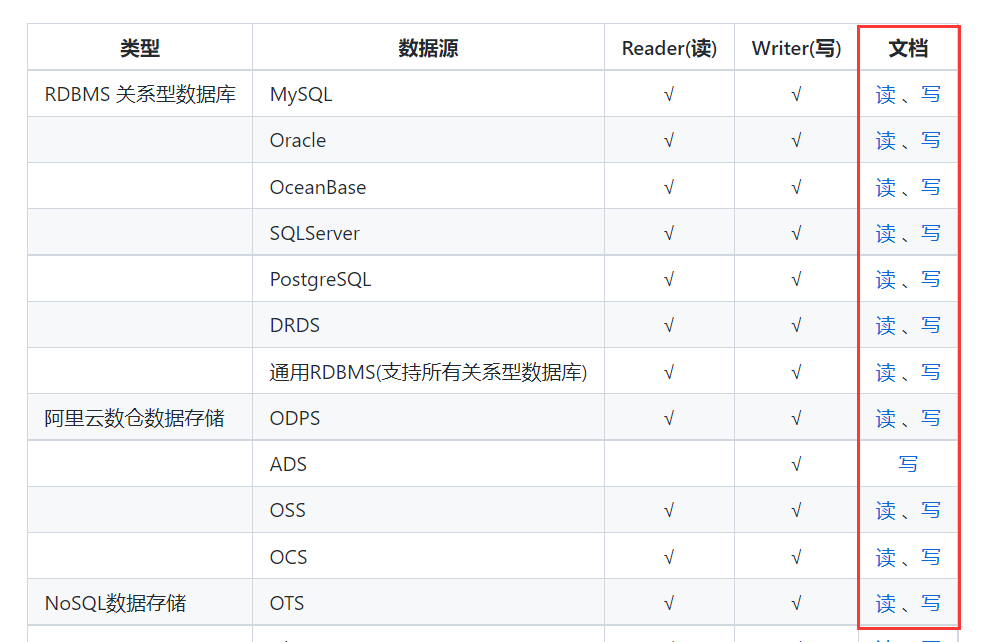 类型 数据源 Reader(读) Writer(写) 文档
RDBMS 关系型数据库 MySQL √ √ 读 、写
Oracle √ √ 读 、写
OceanBase √ √ 读 、写
SQLServer √ √ 读 、写
PostgreSQL √ √ 读 、写
DRDS √ √ 读 、写
通用RDBMS(支持所有关系型数据库) √ √ 读 、写
阿里云数仓数据存储 ODPS √ √ 读 、写
ADS √ 写
OSS √ √ 读 、写
OCS √ √ 读 、写
NoSQL数据存储 OTS √ √ 读 、写